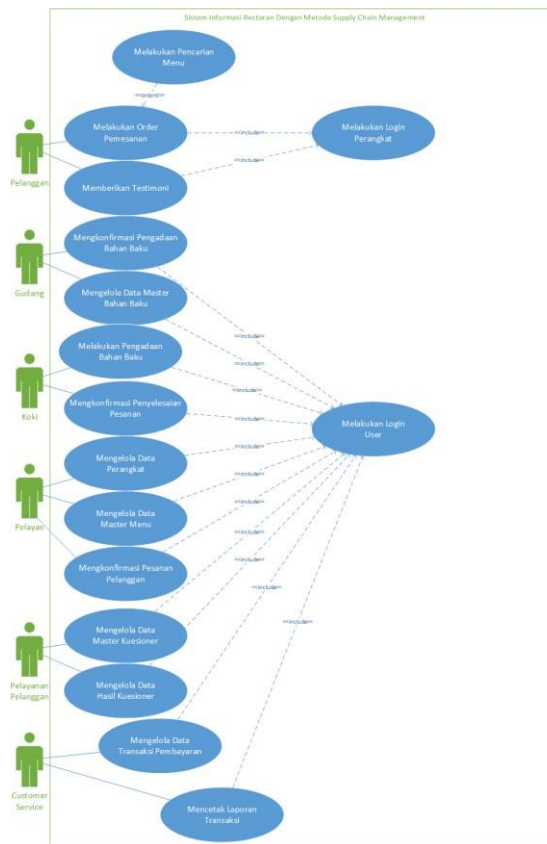 Sistem Informasi Restoran Dengan Metode Supply Chain Management
Melakukan Pencarian
Menu
<<extend>>
Melakukan Order
Pemesanan
<<include>>
Melakukan Login
Perangkat
Pelanggan
<<include>>
Memberikan Testimoni
Mengkonfirmasi Pengadaan
Bahan Baku
Gudang
Mengelola Data Master
Bahan Baku
<<include>>
Melakukan Pengadaan
Bahan Baku
<<include>>
<<include>>
Koki
Mengkonfirmasi Penyelesaian
Pesanan
<<include>>
Melakukan Login
User
Mengelola Data
Perangkat
<<include>>
Pelayan
Mengelola Data
Master Menu
<<include>>
<<include>>
Mengkonfirmasi Pesanan
Pelanggan
<<include>>
<<include>>
Mengelola Data
Master Kuesioner
<<include>>
Pelayanan
Pelanggan
Mengelola Data
Hasil Kuesioner
<<include>>
Mengelola Data
Transaksi Pembayaran
Customer
Service
Mencetak Laporan
Transaksi